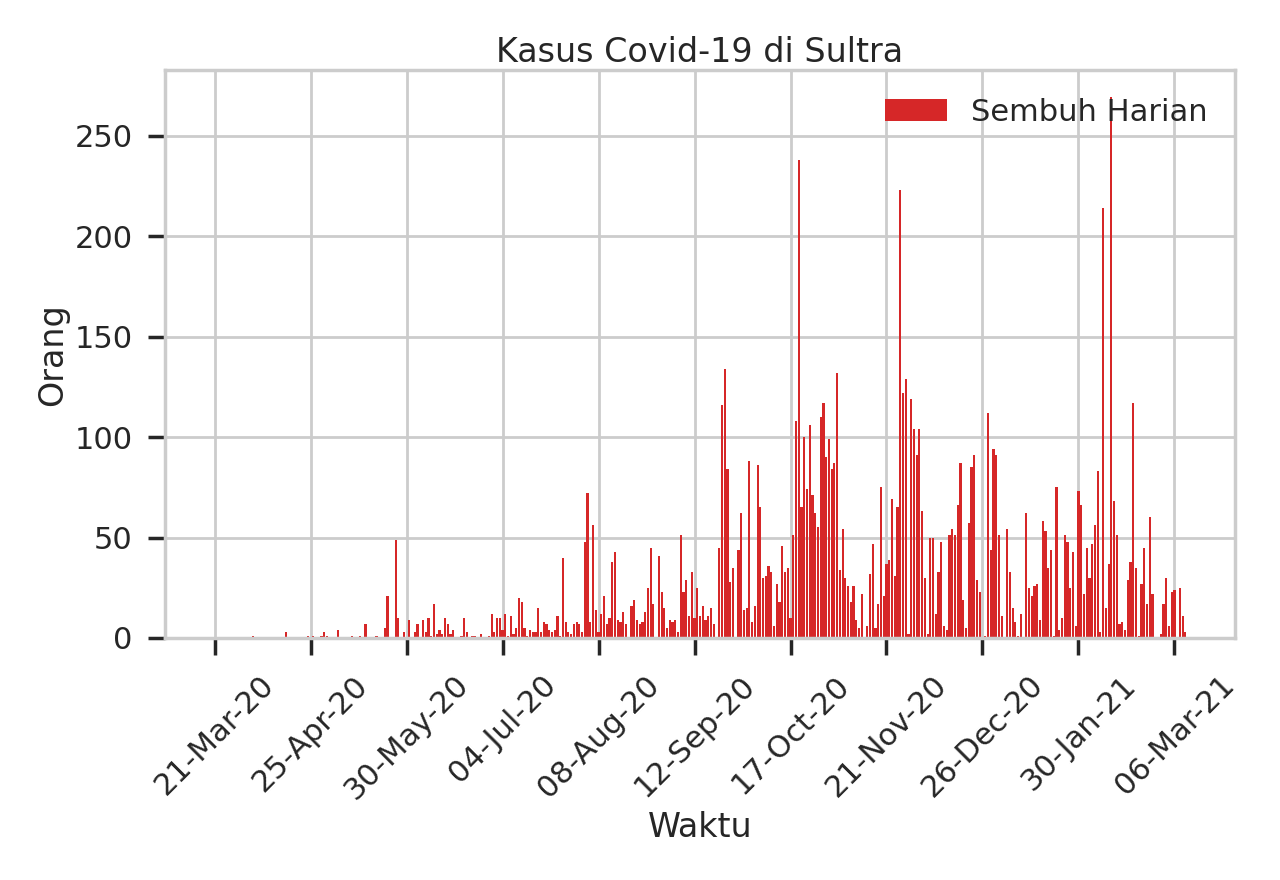 Kasus Covid-19 di Sultra
Sembuh Harian
Orang
250
200
150
100
50
0
21-Mar-20
25-Apr-20
30-May-20
04-Jul-20
08-Aug-20
12-Sep-20
17-Oct-20
21-Nov-20
26-Dec-20
30-Jan-21
06-Mar-21
Waktu